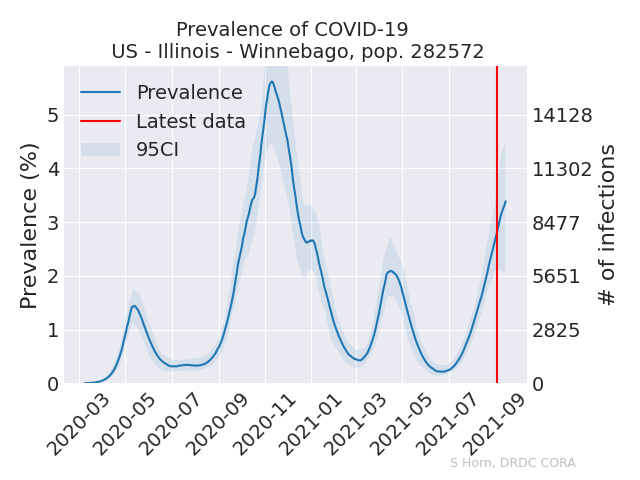 Prevalence of COVID-19
US - Illinois - Winnebago, pop. 282572
Prevalence
Latest data
95CI
Prevalence (%)
5
4
3
2
1
0
14128
11302
8477
5651
2825
0
# of infections
2020-03
2020-05
2020-07
2020-09
2020-11
2021-01
2021-03
2021-05
2021-07
2021-09
S Horn, DRDC CORA